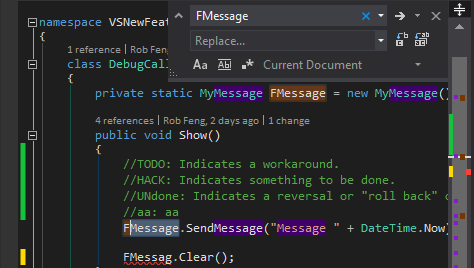 FMessage
namespace VSNewFeat
Replace...
{
1 reference | Rob Feng,
class DebugCall
Aa Ab .* Current Document
{
private static MyMessage FMessage = new MyMessage()
4 references | Rob Feng, 2 days ago | 1 change
public void Show()
{
//TODO: Indicates a workaround.
//HACK: Indicates something to be done.
//UNdone: Indicates a reversal or "roll back"
//aa: aa
FMessage.SendMessage("Message " + DateTime.Now)
FMessag.Clear();